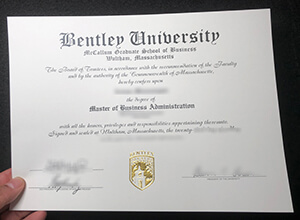 Bentley University
McCallum Graduate School of Business
Waltham, Massachusetts
The Board of Trustees, in accordance with the recommendation of the Faculty
and by the authority of the Commonwealth of Massachusetts,
hereby confers upon
the degree of
Master of Business Administration
with all the honors, privileges and responsibilities appertaining thereunto.
Signed and sealed at Waltham, Massachusetts, the twenty
BENTLEY